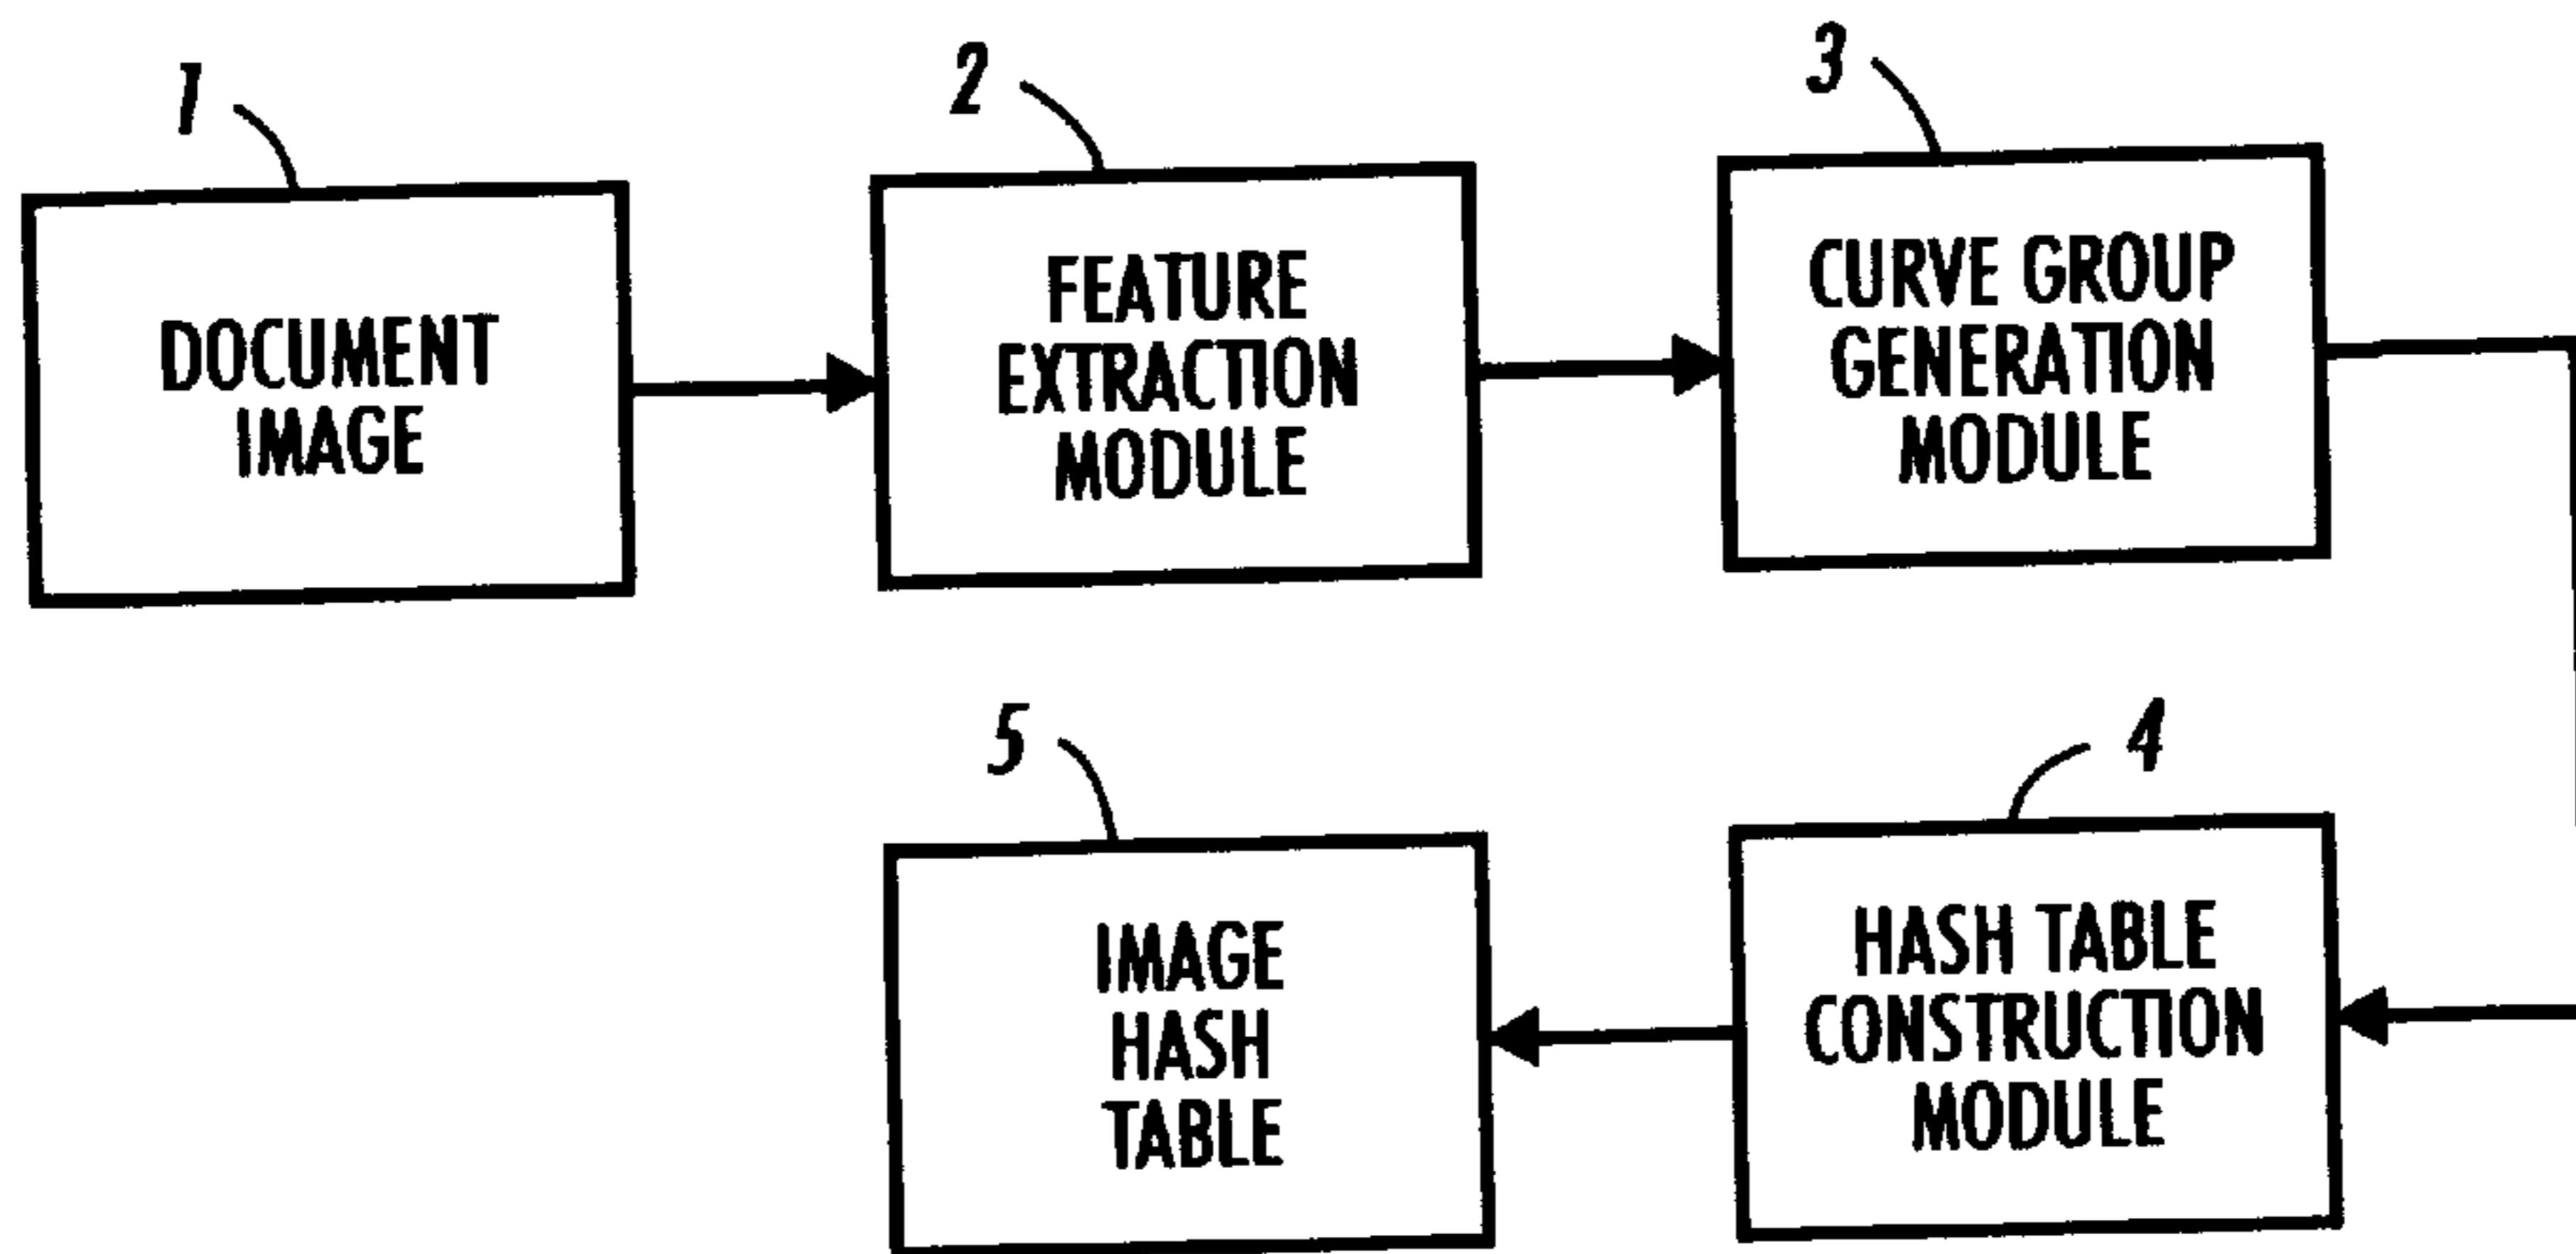 1
2
3
DOCUMENT
IMAGE
FEATURE
EXTRACTION
MODULE
CURVE GROUP
GENERATION
MODULE
5
4
IMAGE
HASH
TABLE
HASH TABLE
CONSTRUCTION
MODULE